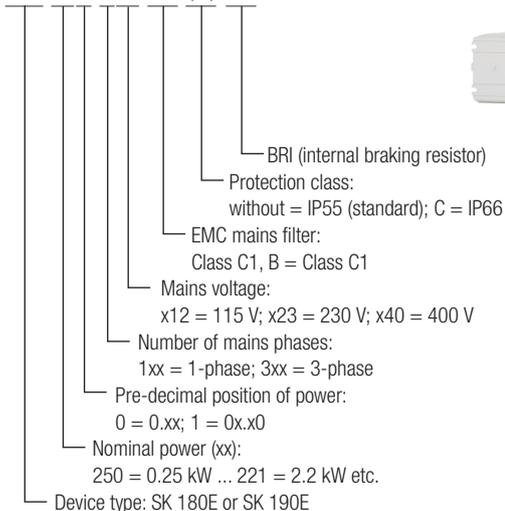 BRI (internal braking resistor)
Protection class:
without = IP55 (standard); C = IP66
EMC mains filter:
Class C1, B = Class C1
Mains voltage:
x12 = 115 V; x23 = 230 V; x40 = 400 V
Number of mains phases:
1xx = 1-phase; 3xx = 3-phase
Pre-decimal position of power:
0 = 0.xx; 1 = 0x.x0
Nominal power (xx):
250 = 0.25 kW ... 221 = 2.2 kW etc.
Device type: SK 180E or SK 190E